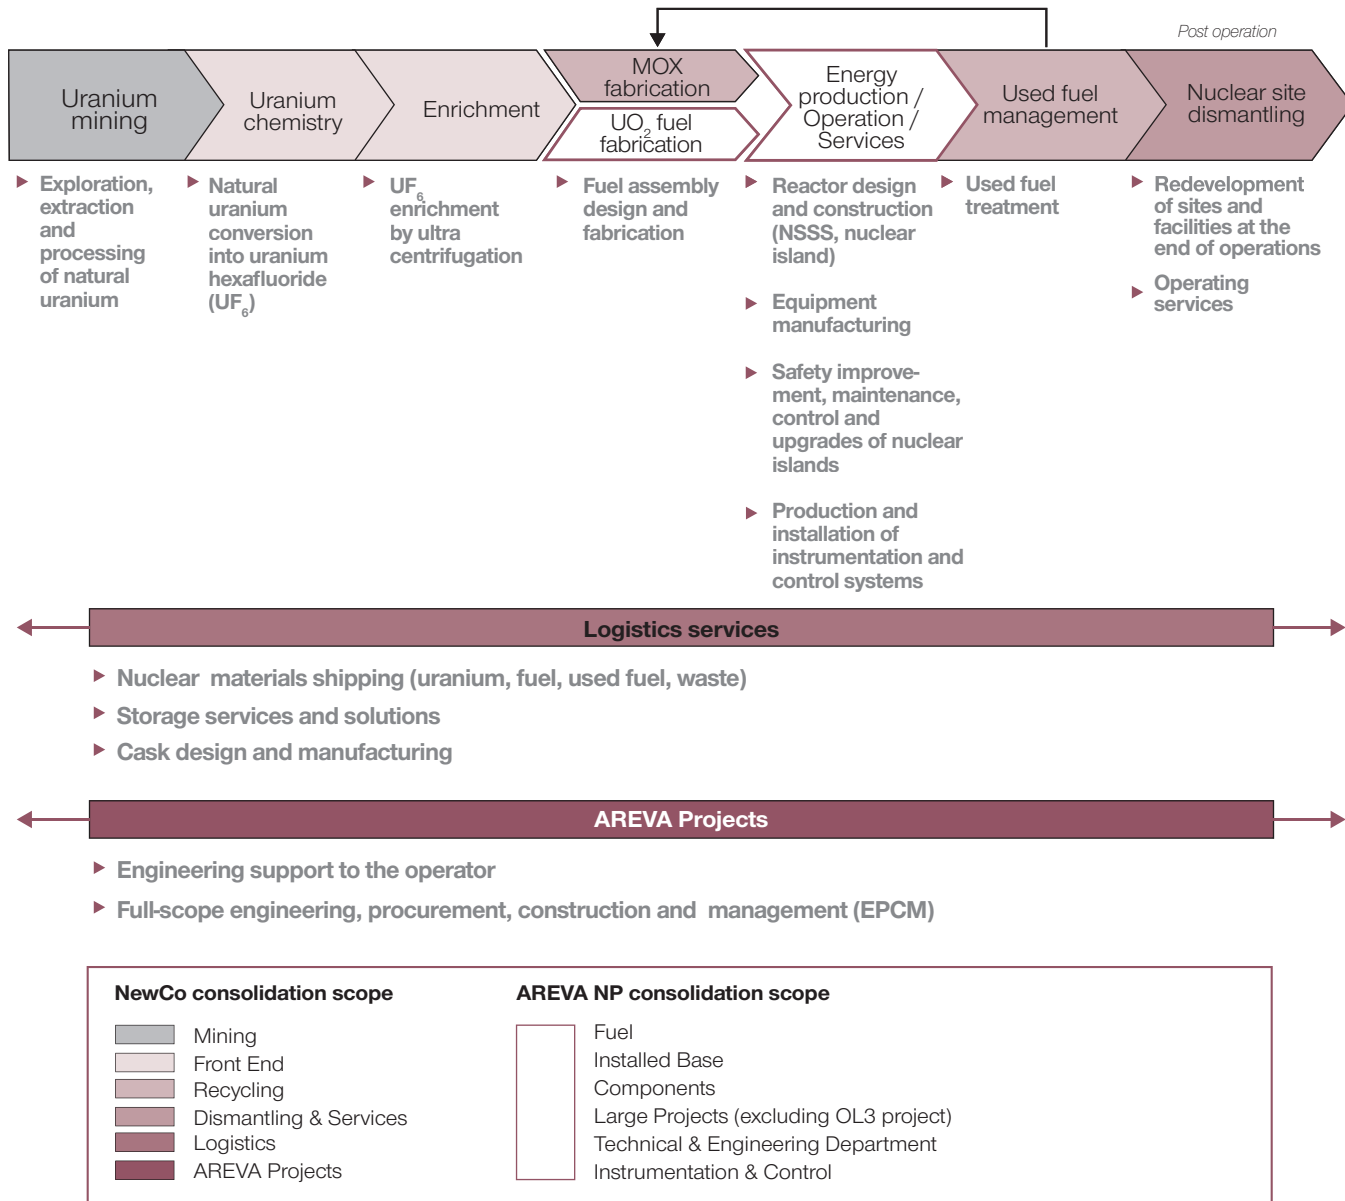 Post operation
Uranium
mining
Uranium
chemistry
Enrichment
MOX
fabrication
UO2 fuel
fabrication
Energy
production /
Operation /
Services
Used fuel
management
Nuclear site
dismantling
Exploration,
extraction
and
processing
of natural
uranium
Natural
uranium
conversion
into uranium
hexafluoride
(UF6)
UF6
enrichment
by ultra
centrifugation
Fuel assembly
design and
fabrication
Reactor design
and construction
(NSSS, nuclear
island)
Equipment
manufacturing
Safety improve-
ment, maintenance,
control and
upgrades of nuclear
islands
Production and
installation of
instrumentation and
control systems
Used fuel
treatment
Redevelopment
of sites and
facilities at the
end of operations
Operating
services
Logistics services
Nuclear materials shipping (uranium, fuel, used fuel, waste)
Storage services and solutions
Cask design and manufacturing
AREVA Projects
Engineering support to the operator
Full-scope engineering, procurement, construction and management (EPCM)
NewCo consolidation scope
Mining
Front End
Recycling
Dismantling & Services
Logistics
AREVA Projects
AREVA NP consolidation scope
Fuel
Installed Base
Components
Large Projects (excluding OL3 project)
Technical & Engineering Department
Instrumentation & Control